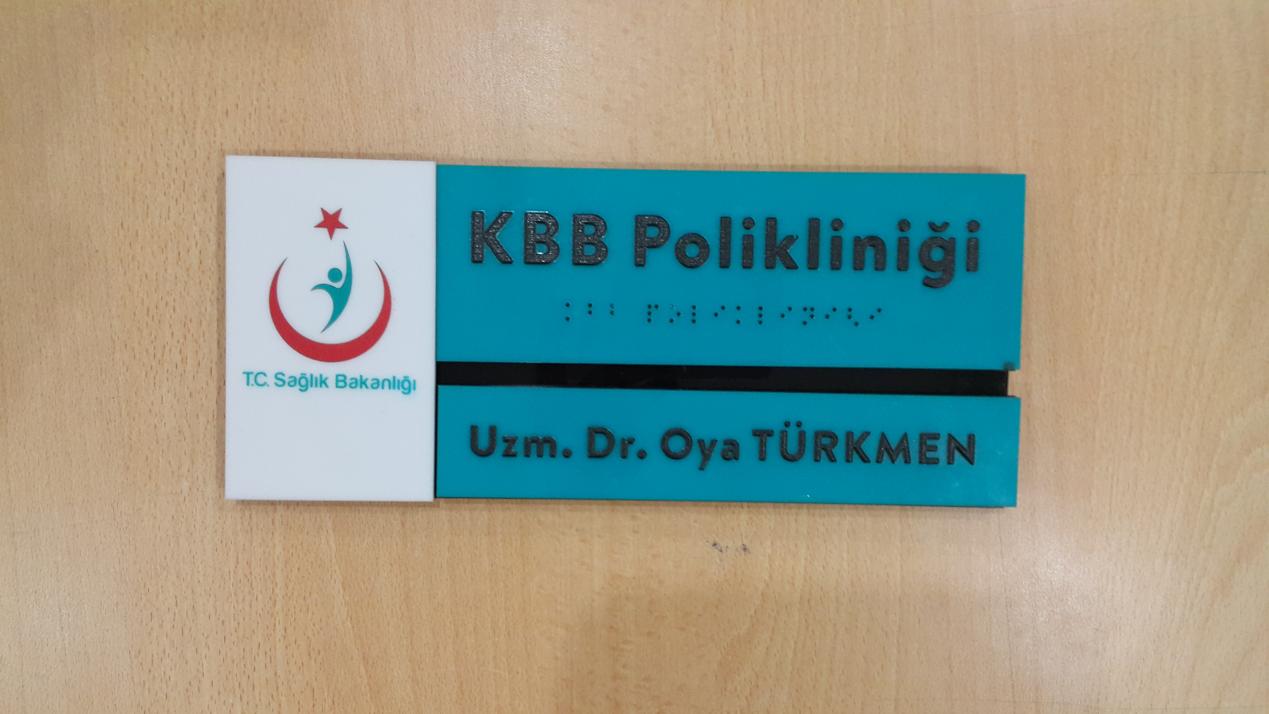 T.C. Sağlık Bakanlığı
KBB Polikliniği
Uzm. Dr. Oya TÜRKMEN